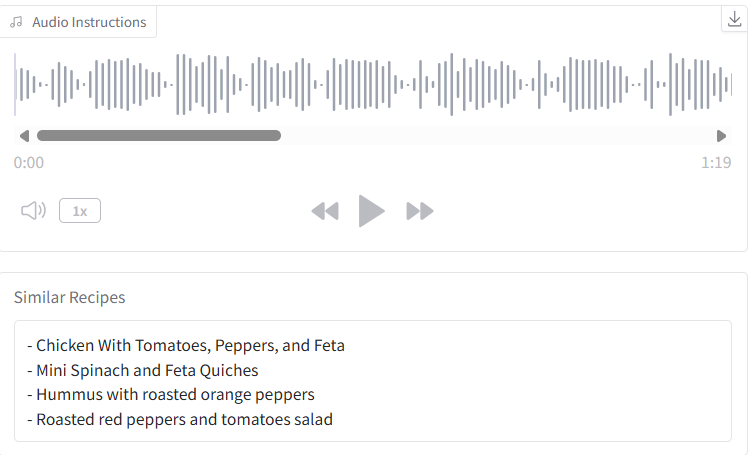 Audio Instructions
0:00
1:19
1x
Similar Recipes
- Chicken With Tomatoes, Peppers, and Feta
- Mini Spinach and Feta Quiches
- Hummus with roasted orange peppers
- Roasted red peppers and tomatoes salad